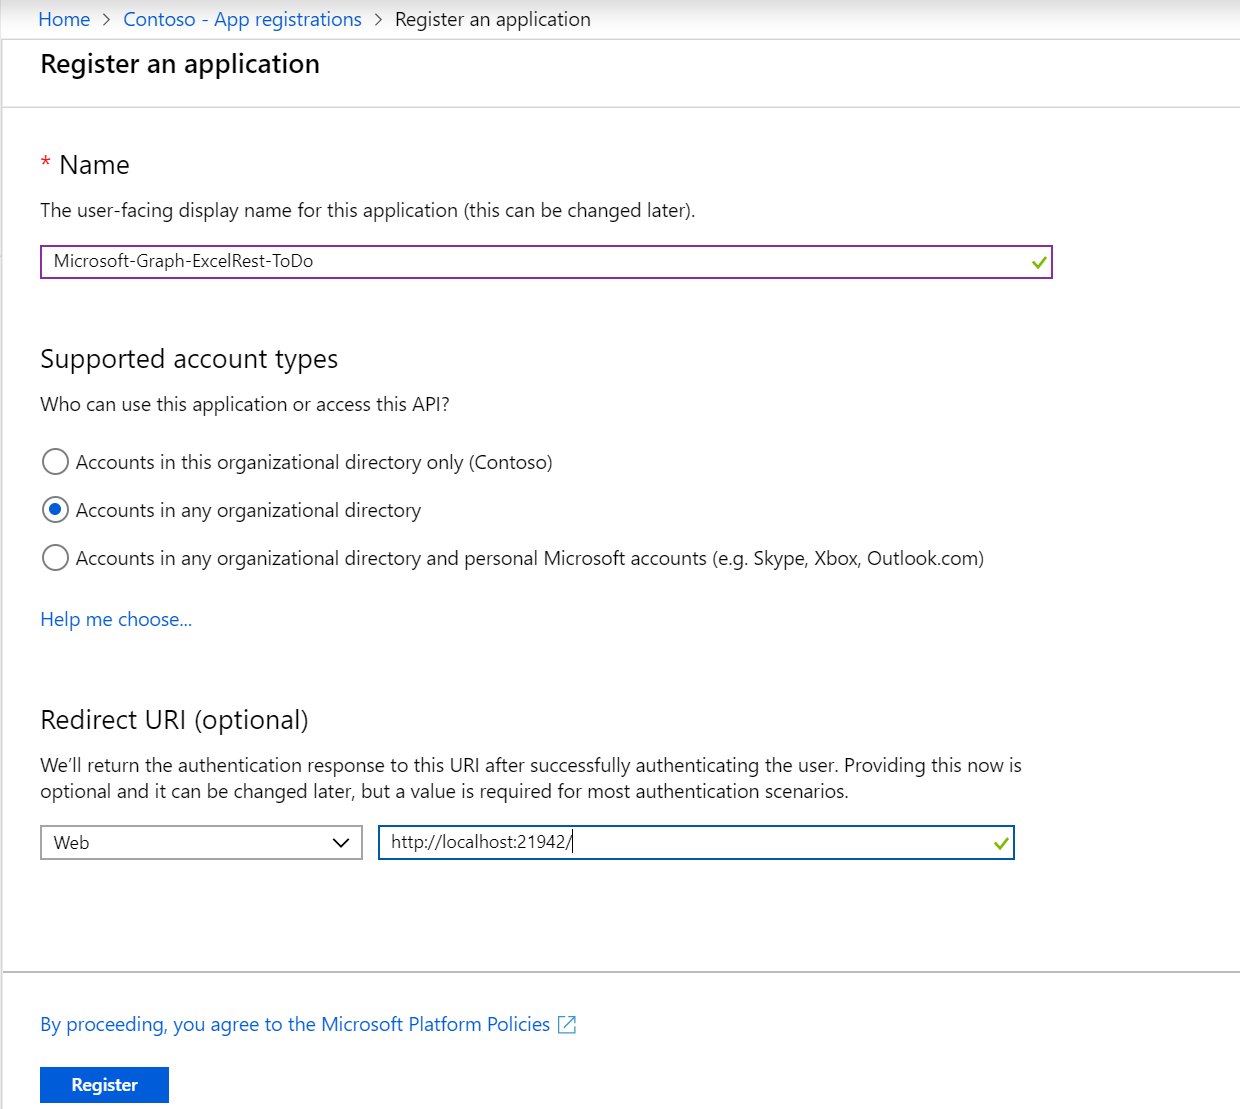 Home > Contoso - App registrations > Register an application
Register an application
* Name
The user-facing display name for this application (this can be changed later).
Microsoft-Graph-ExcelRest-ToDo
Supported account types
Who can use this application or access this API?
Accounts in this organizational directory only (Contoso)
Accounts in any organizational directory
Accounts in any organizational directory and personal Microsoft accounts (e.g. Skype, Xbox, Outlook.com)
Help me choose...
Redirect URI (optional)
We'll return the authentication response to this URI after successfully authenticating the user. Providing this now is
optional and it can be changed later, but a value is required for most authentication scenarios.
Web http://localhost:21942/
By proceeding, you agree to the Microsoft Platform Policies
Register